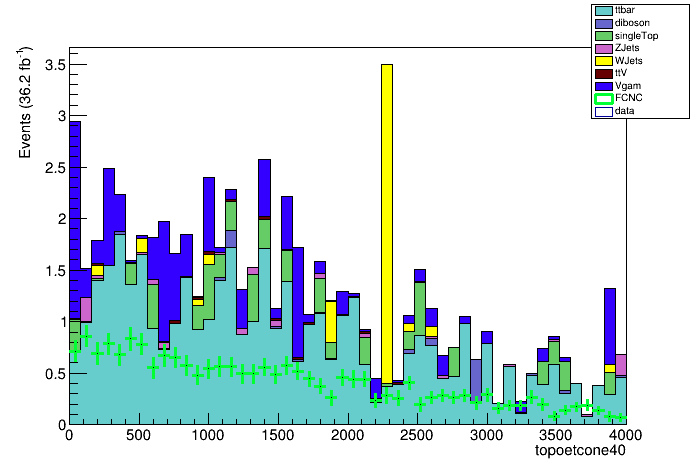 ttbar
diboson
singleTop
ZJets
WJets
ttV
Vgam
FCNC
data
Events (36.2 fb⁻¹)
3.5
3
2.5
2
1.5
1
0.5
0
0 500 1000 1500 2000 2500 3000 3500 4000
topoetcone40